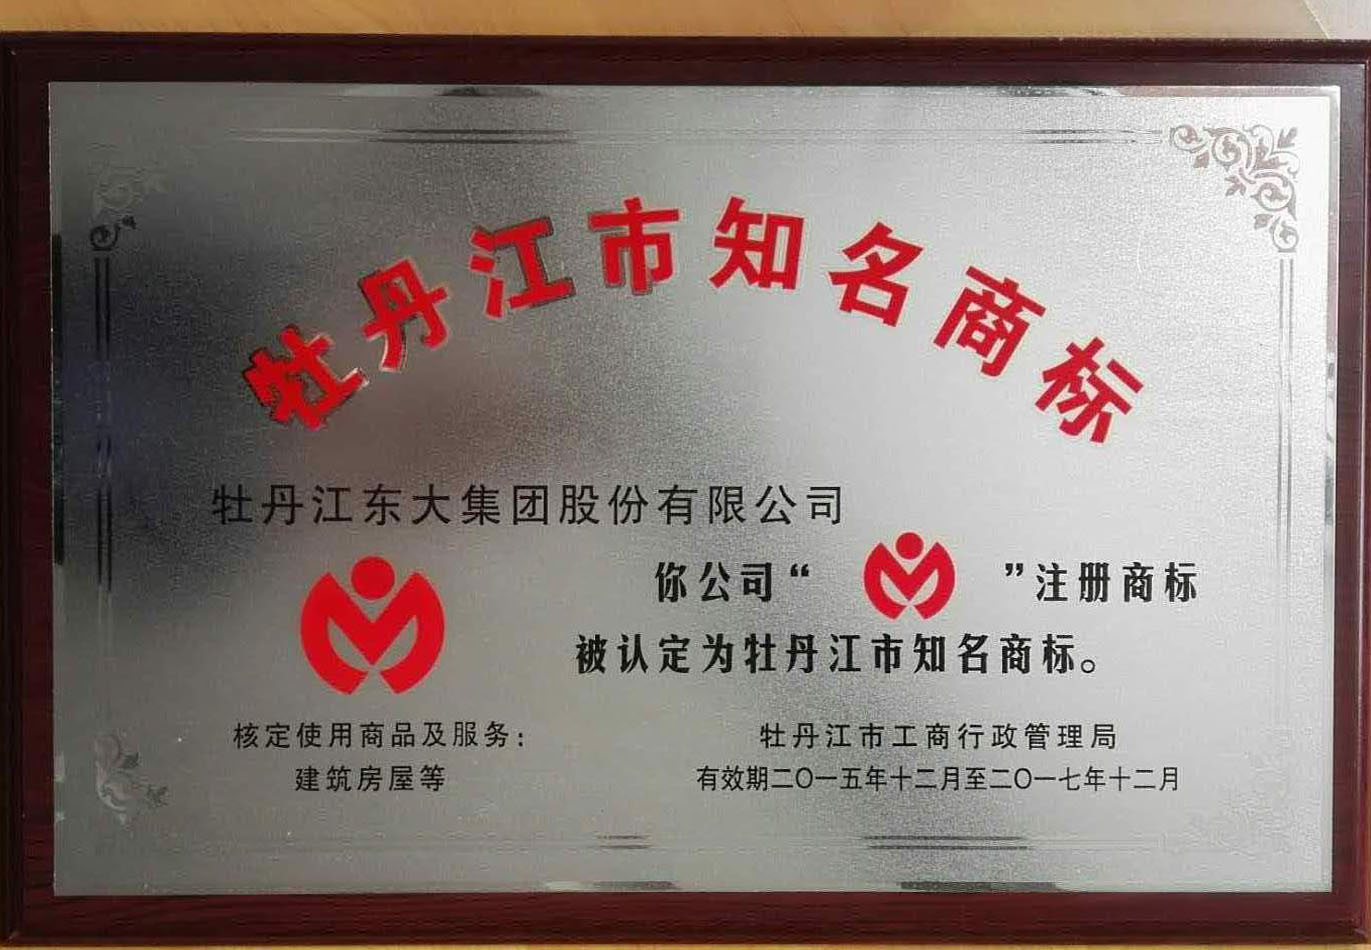 牡丹江市知名商标
牡丹江东大集团股份有限公司
你公司“ ”注册商标
被认定为牡丹江市知名商标。
核定使用商品及服务:
建筑房屋等
牡丹江市工商行政管理局
有效期二〇一五年十二月至二〇一七年十二月